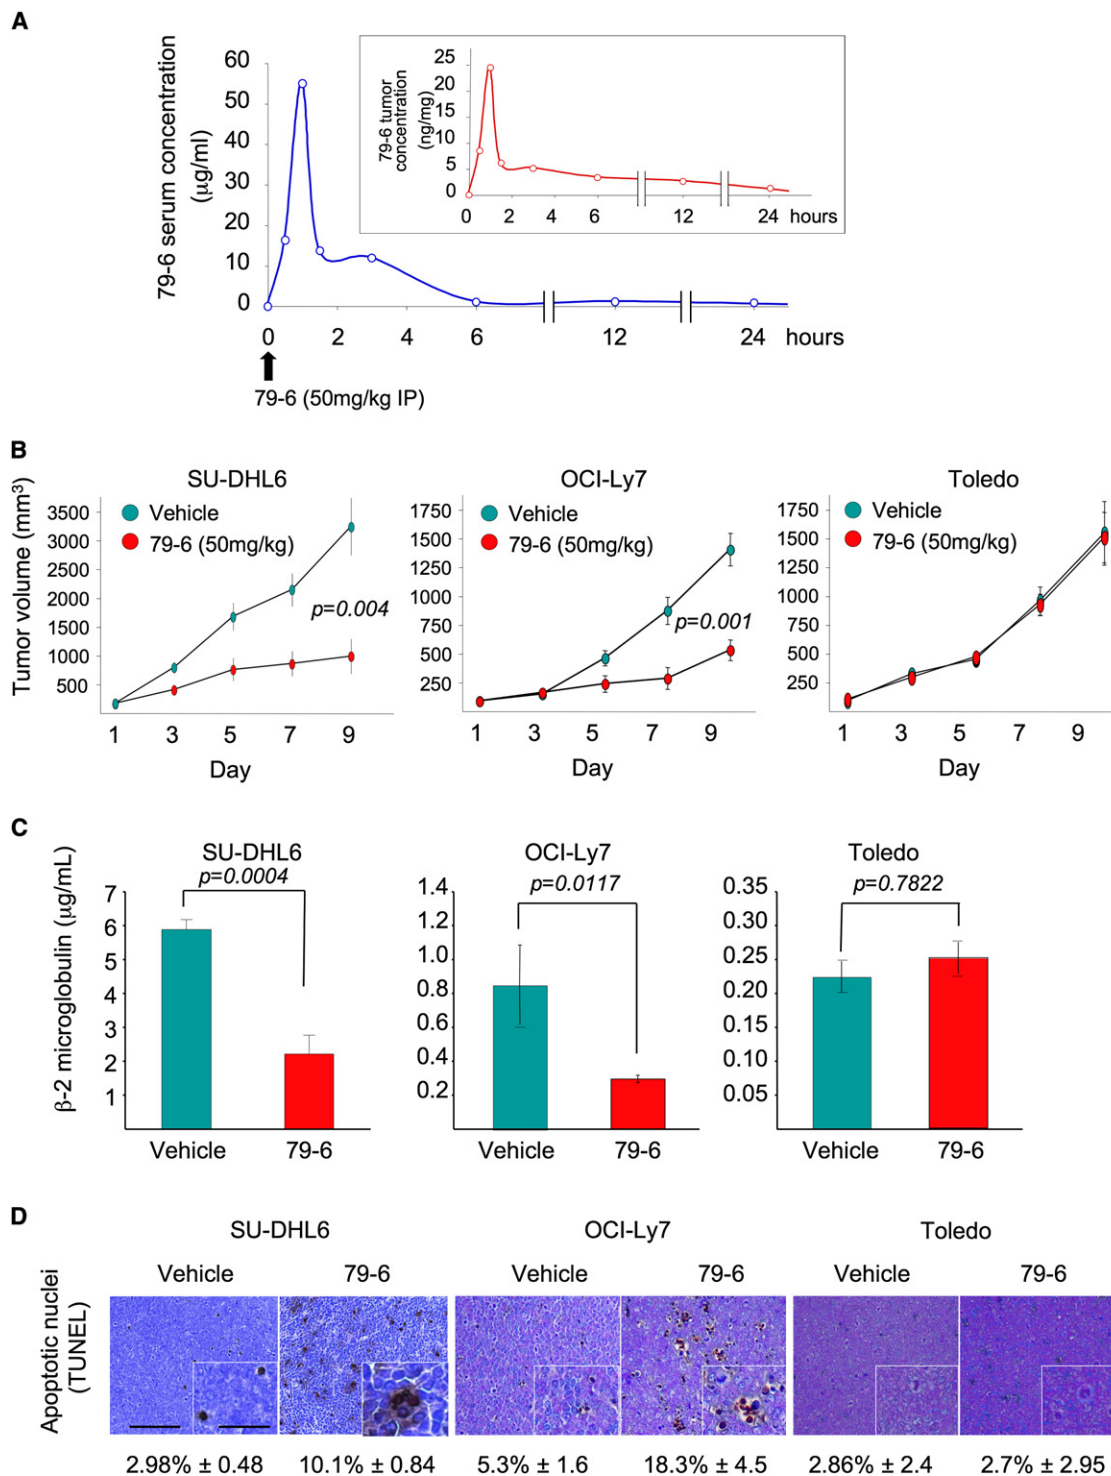 A
79-6 serum concentration
(μg/ml)
60
50
40
30
20
10
0
0 2 4 6 12 24 hours
79-6 (50mg/kg IP)
79-6 tumor
concentration
(ng/mg)
25
20
15
10
5
0
0 2 4 6 12 24 hours
B
Tumor volume (mm³)
SU-DHL6
Vehicle
79-6 (50mg/kg)
3500
3000
2500
2000
1500
1000
500
p=0.004
1 3 5 7 9
Day
OCI-Ly7
Vehicle
79-6 (50mg/kg)
1750
1500
1250
1000
750
500
250
p=0.001
1 3 5 7 9
Day
Toledo
Vehicle
79-6 (50mg/kg)
1750
1500
1250
1000
750
500
250
1 3 5 7 9
Day
C
β-2 microglobulin (μg/mL)
SU-DHL6
p=0.0004
7
6
5
4
3
2
1
Vehicle 79-6
OCI-Ly7
p=0.0117
1.4
1.2
1.0
0.8
0.6
0.4
0.2
Vehicle 79-6
Toledo
p=0.7822
0.35
0.30
0.25
0.20
0.15
0.10
0.05
Vehicle 79-6
D
Apoptotic nuclei
(TUNEL)
SU-DHL6 OCI-Ly7 Toledo
Vehicle 79-6 Vehicle 79-6 Vehicle 79-6
2.98% ± 0.48 10.1% ± 0.84 5.3% ± 1.6 18.3% ± 4.5 2.86% ± 2.4 2.7% ± 2.95